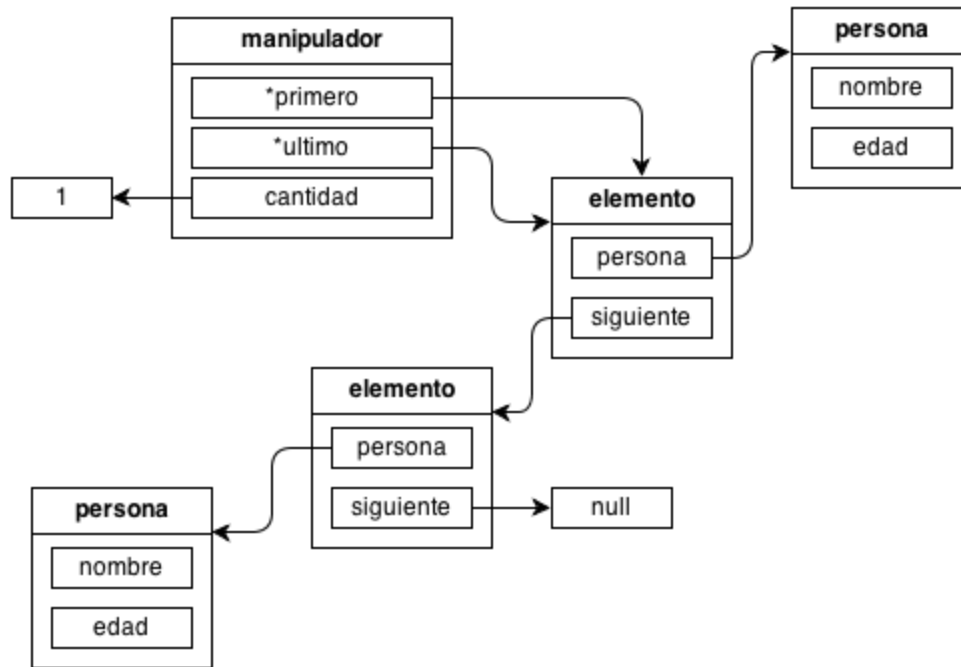 manipulador
*primero
*ultimo
cantidad
1
persona
nombre
edad
elemento
persona
siguiente
elemento
persona
siguiente
null
persona
nombre
edad